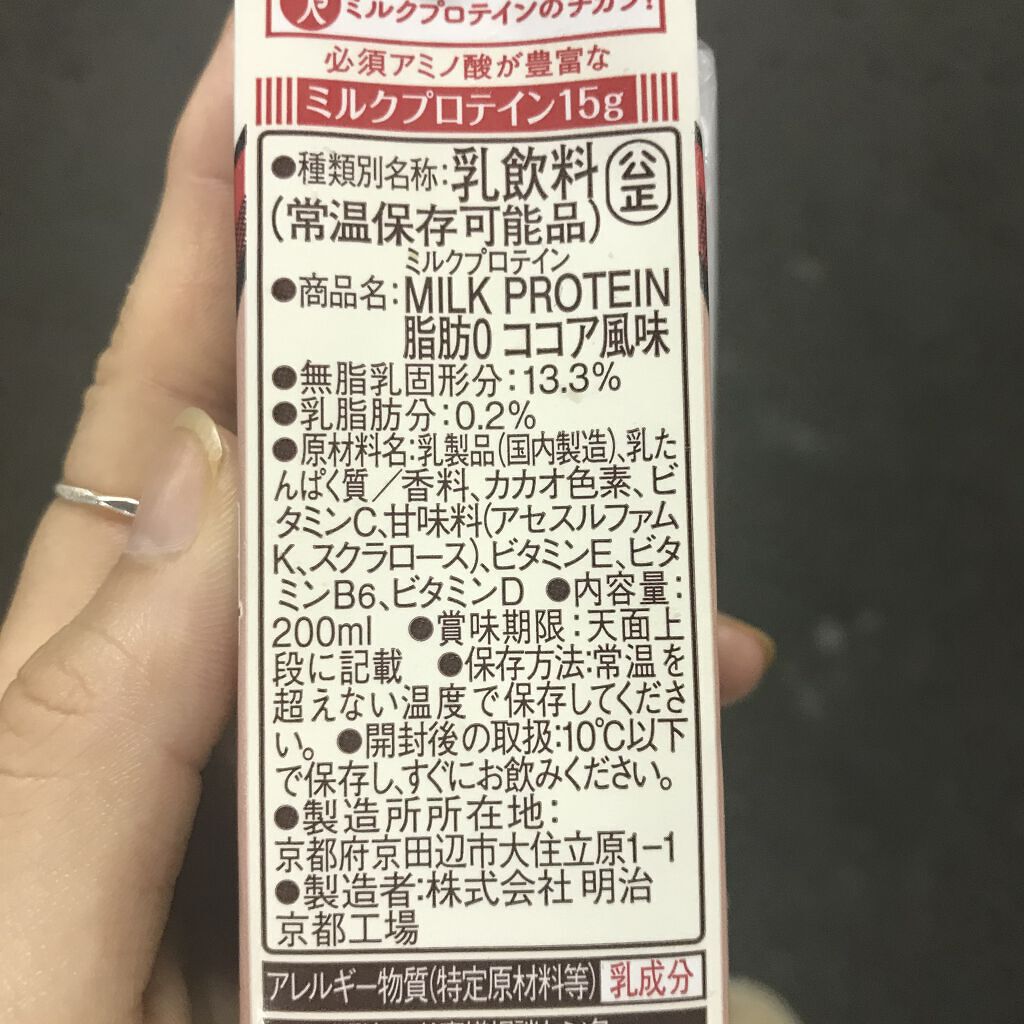 ミルクプロテインのチカラ!
必須アミノ酸が豊富な
ミルクプロテイン15g
●種類別名称:乳飲料 公正
(常温保存可能品)
ミルクプロテイン
●商品名:MILK PROTEIN
脂肪0 ココア風味
●無脂乳固形分:13.3%
●乳脂肪分:0.2%
●原材料名:乳製品(国内製造)、乳た
んぱく質/香料、カカオ色素、ビ
タミンC、甘味料(アセスルファム
K、スクラロース)、ビタミンE、ビタ
ミンB6、ビタミンD ●内容量:
200ml ●賞味期限:天面上
段に記載 ●保存方法:常温を
超えない温度で保存してくださ
い。 ●開封後の取扱:10℃以下
で保存し、すぐにお飲みください。
●製造所所在地:
京都府京田辺市大住立原1-1
●製造者:株式会社 明治
京都工場
アレルギー物質(特定原材料等) 乳成分